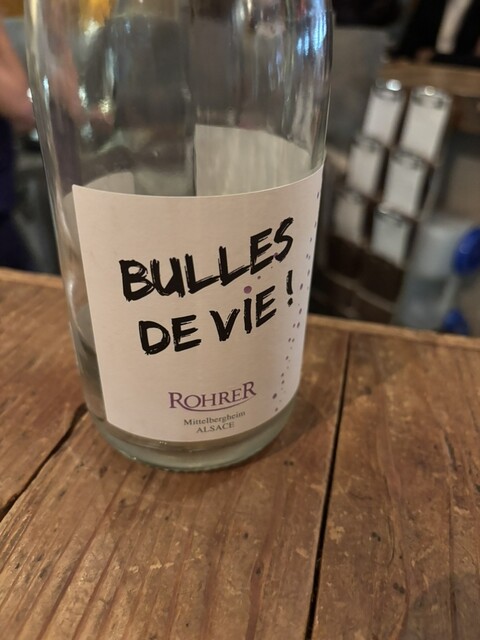 BULLES
DE ViE !
ROHRER
Mittelbergheim
ALSACE